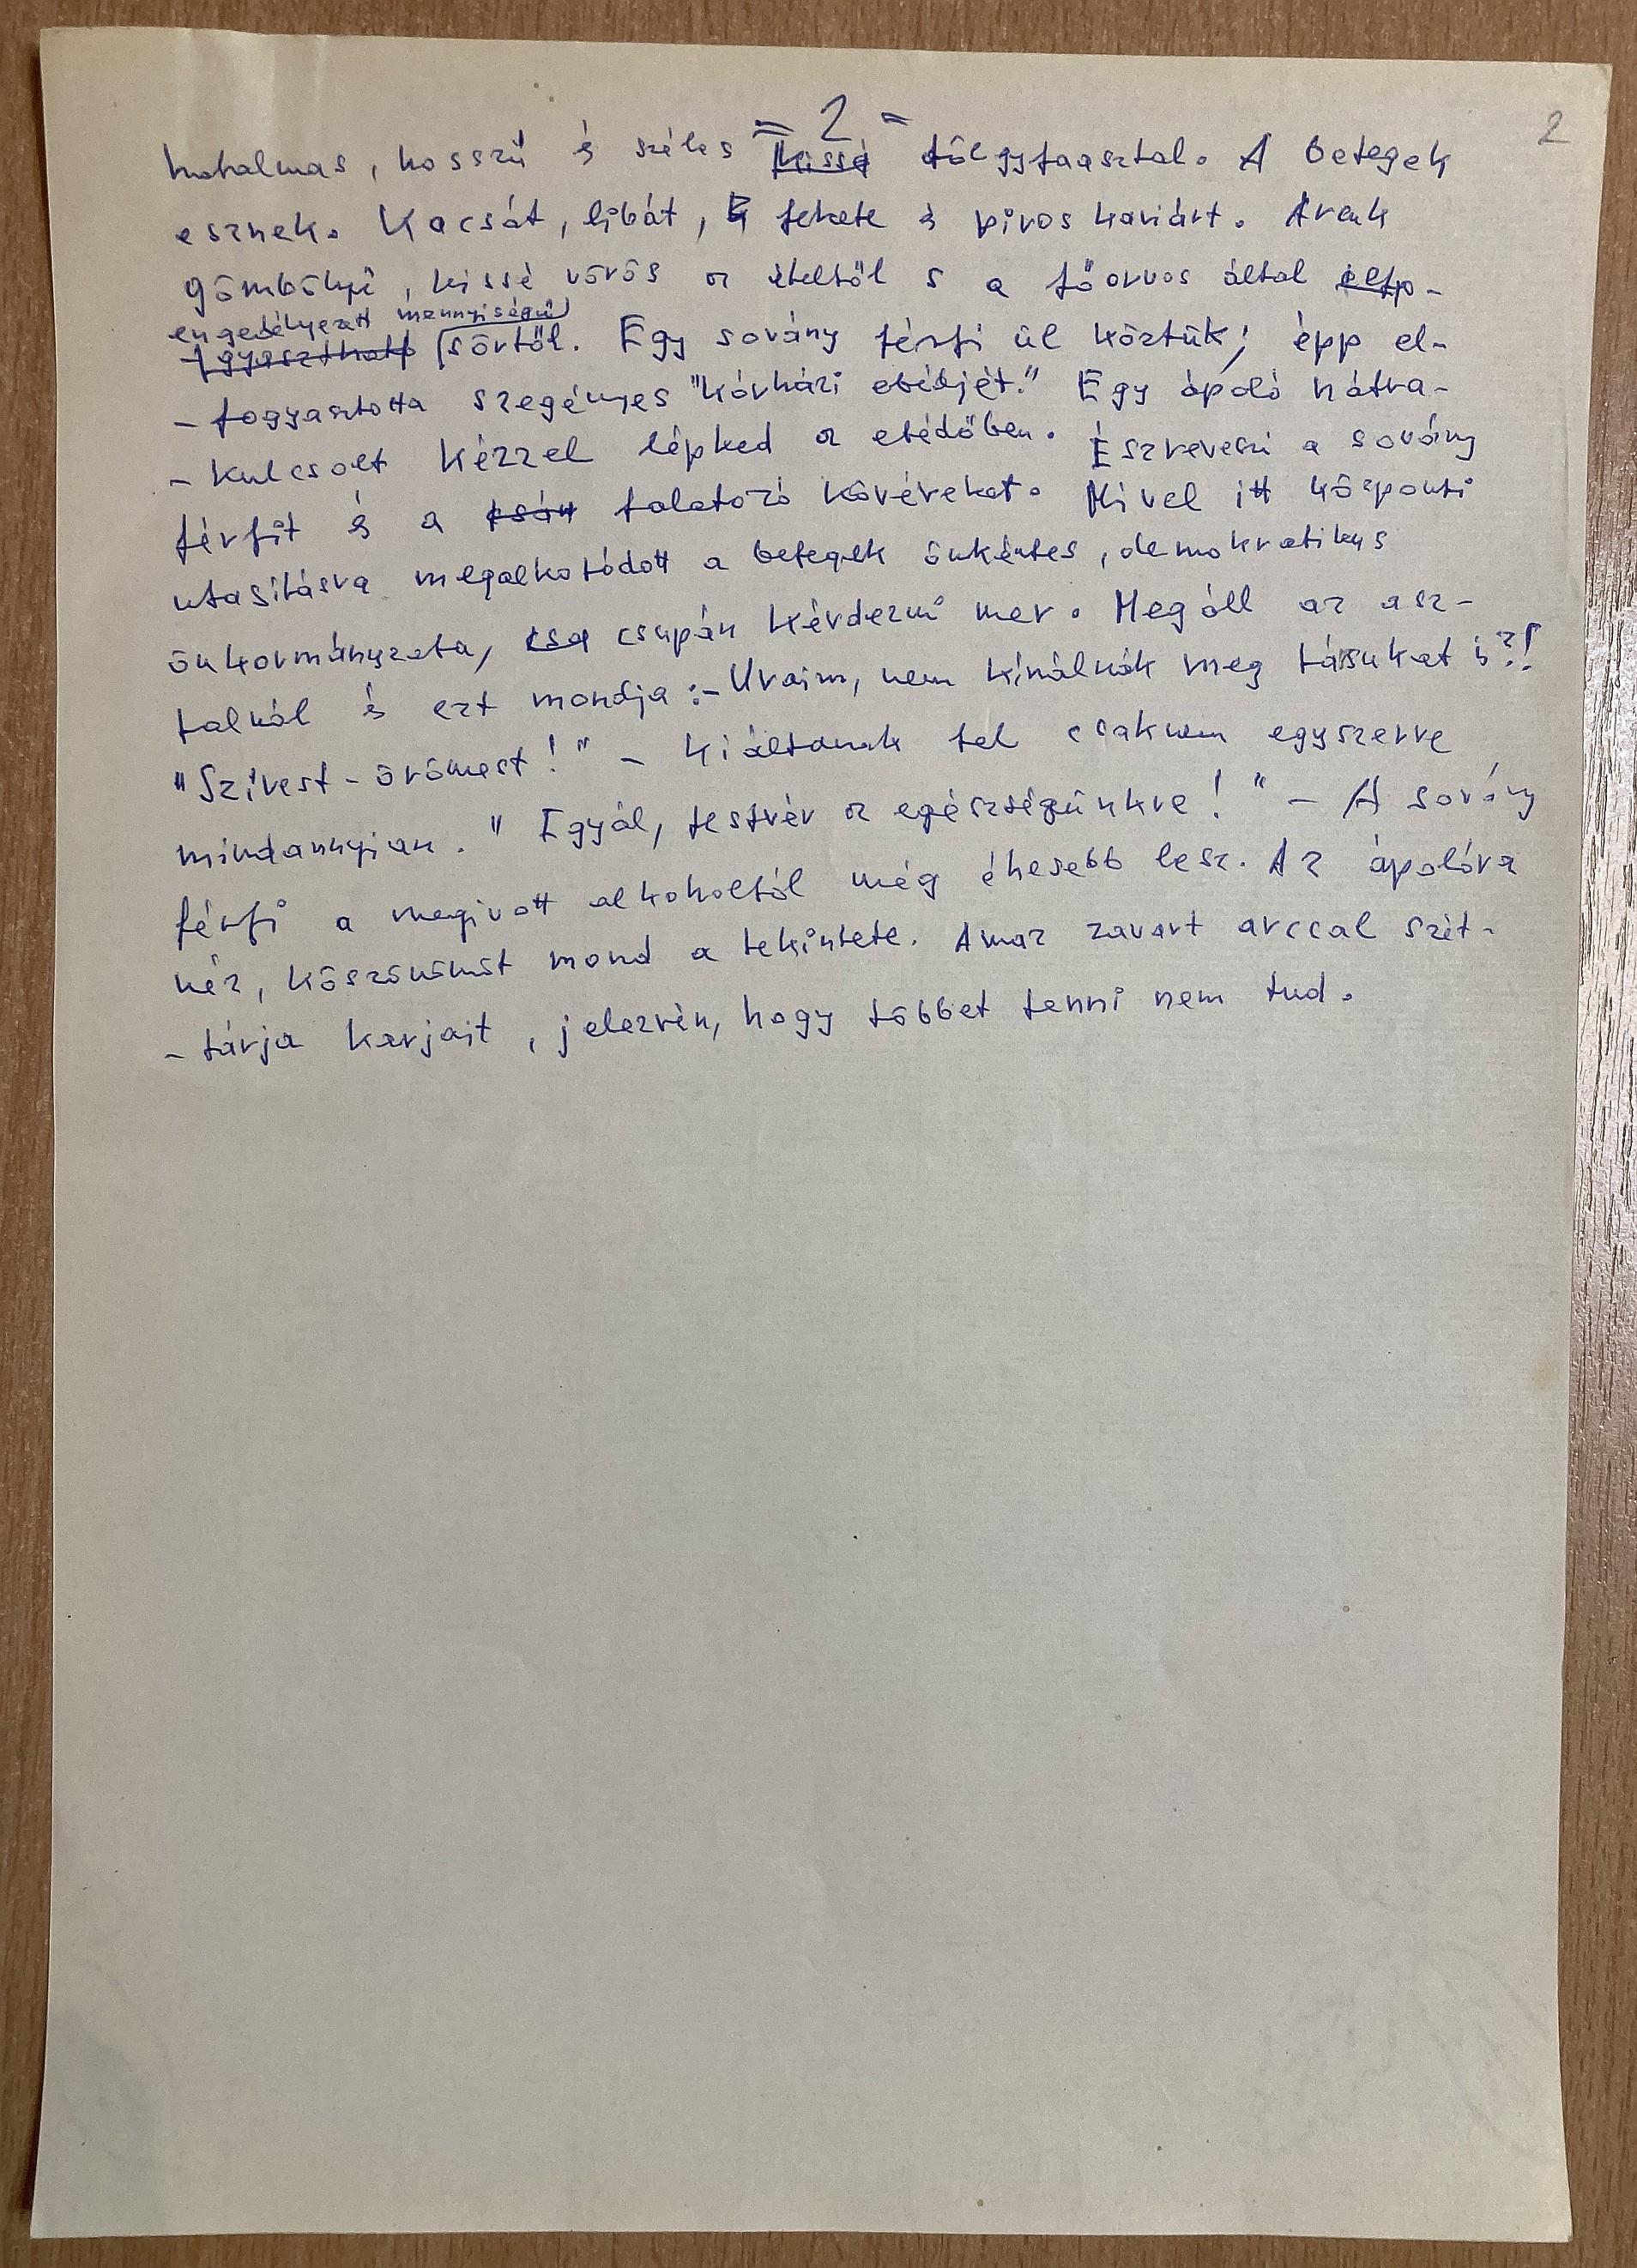 - 2 -
2
hatalmas, hosszú és széles kissé tölgyfaasztal. A betegek
esznek. Kacsát, libát, fekete és piros kaviárt. Arcuk
gömbölyű, kissé vörös az ételtől s a főorvos által
engedélyezett mennyiségű
fogyasztható sörtől. Egy sovány férfi ül köztük; épp el-
- fogyasztotta szegényes "kórházi ebédjét." Egy ápoló hátra-
- kulcsolt kézzel lépked az ebédőben. Észreveszi a sovány
férfit és a csán falatozó kövéreket. Mivel itt központi
utasításra megalkotódott a betegek önkéntes, demokratikus
önkormányzata, csa csupán kérdezni mer. Megáll az asz-
talnál és ezt mondja: - Uraim, nem kínálnák meg társukat is?!
"Szívest - örömest!" - kiáltanak fel csaknem egyszerre
mindannyian. "Egyál, testvér az egészségünkre!" - A sovány
férfi a megivott alkoholtól még éhesebb lesz. Az ápolóra
néz, köszönömöt mond a tekintete. Amaz zavart arccal szét-
- tárja karjait, jelezvén, hogy többet tenni nem tud.